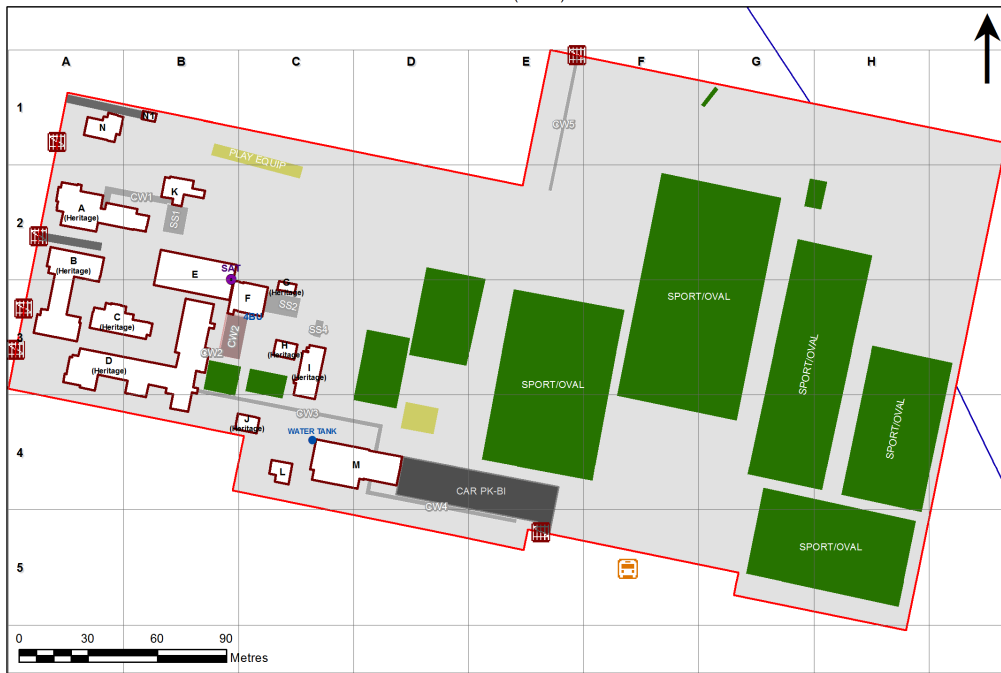 A B C D E F G H
1
N1
N
CW5
PLAY EQUIP
K
CW1
A
(Heritage)
SS1
2
B
(Heritage)
SAT
E
G
(Heritage)
F
SS2
SPORT/OVAL
4BU
C
(Heritage)
SS4
CW2
3
H
(Heritage)
CW2
D
(Heritage)
I
(Heritage)
SPORT/OVAL
SPORT/OVAL
CW3
J
(Heritage)
WATER TANK
SPORT/OVAL
4
M
L
CAR PK-BI
CW4
SPORT/OVAL
5
0 30 60 90
Metres